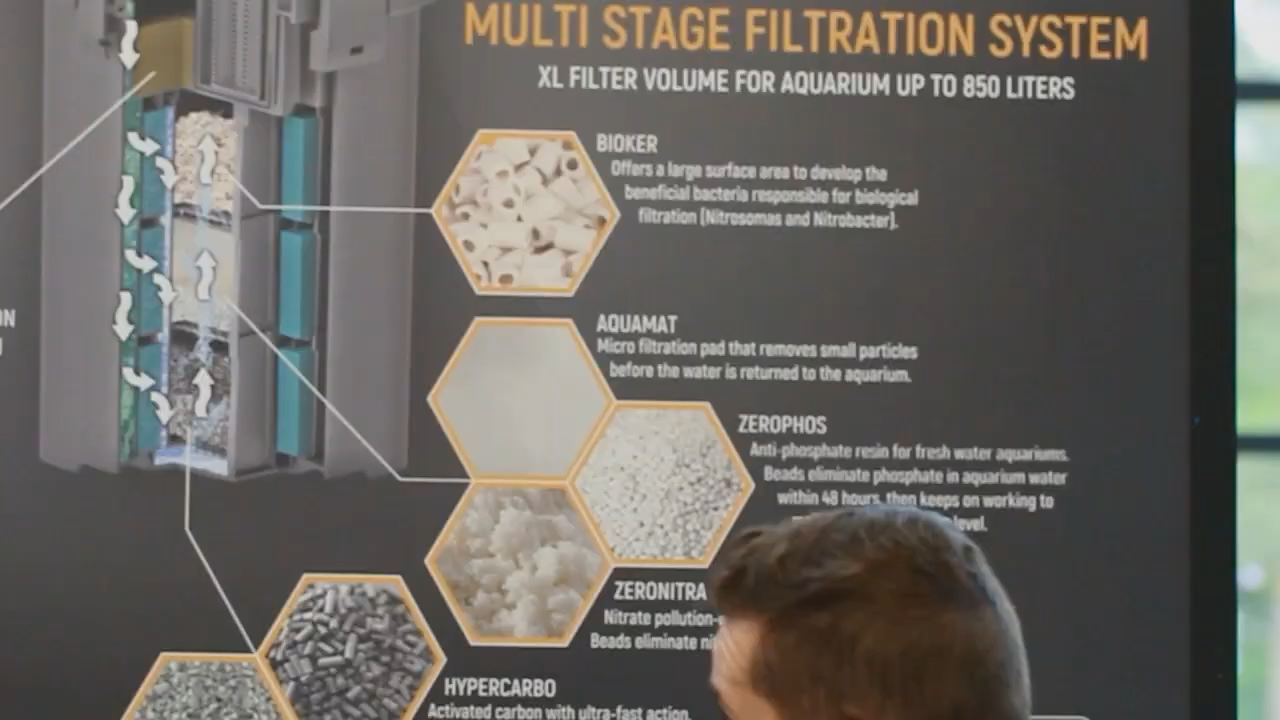 MULTI STAGE FILTRATION SYSTEM
XL FILTER VOLUME FOR AQUARIUM UP TO 850 LITERS
BIOKER
Offers a large surface area to develop the
beneficial bacteria responsible for biological
filtration (Nitrosomas and Nitrobacter).
AQUAMAT
Micro filtration pad that removes small particles
before the water is returned to the aquarium.
ZEROPHOS
Anti-phosphate resin for fresh water aquariums.
Beads eliminate phosphate in aquarium water
within 48 hours, then keeps on working to
level.
ZERONITRA
Nitrate pollution-
Beads eliminate
HYPERCARBO
Activated carbon with ultra-fast action.